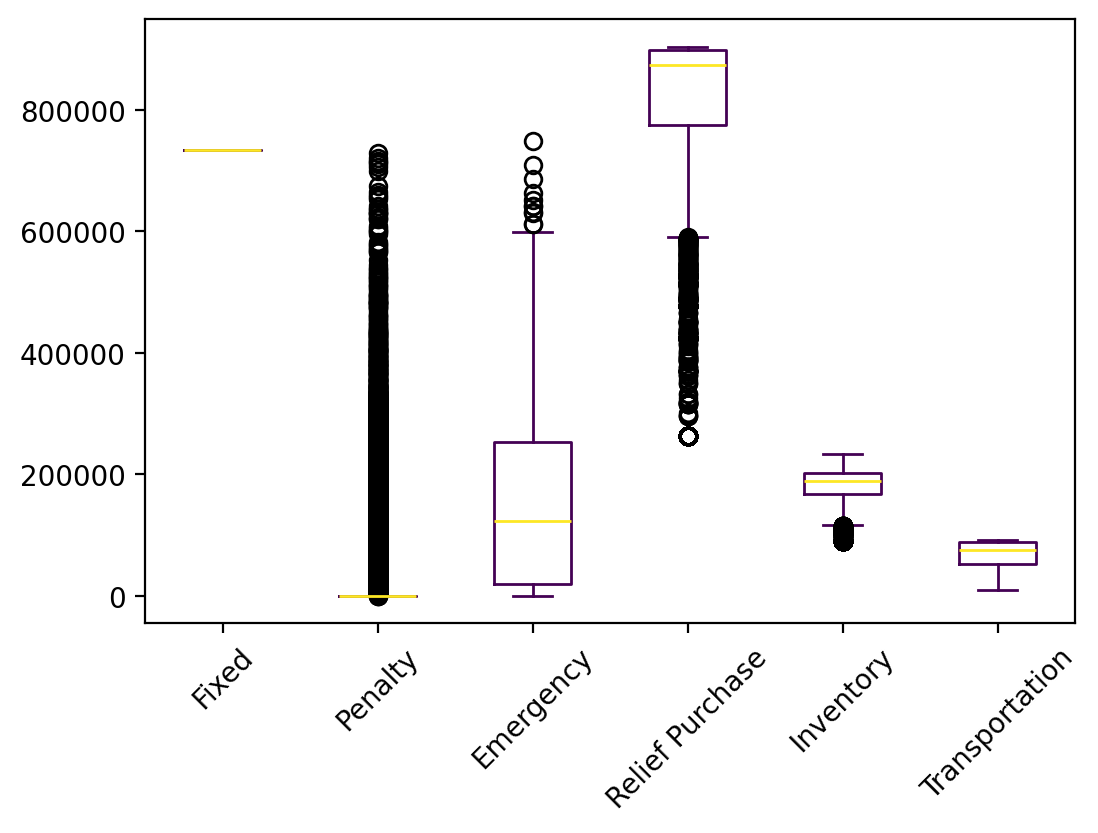 800000
600000
400000
200000
0
Fixed
Penalty
Emergency
Relief Purchase
Inventory
Transportation